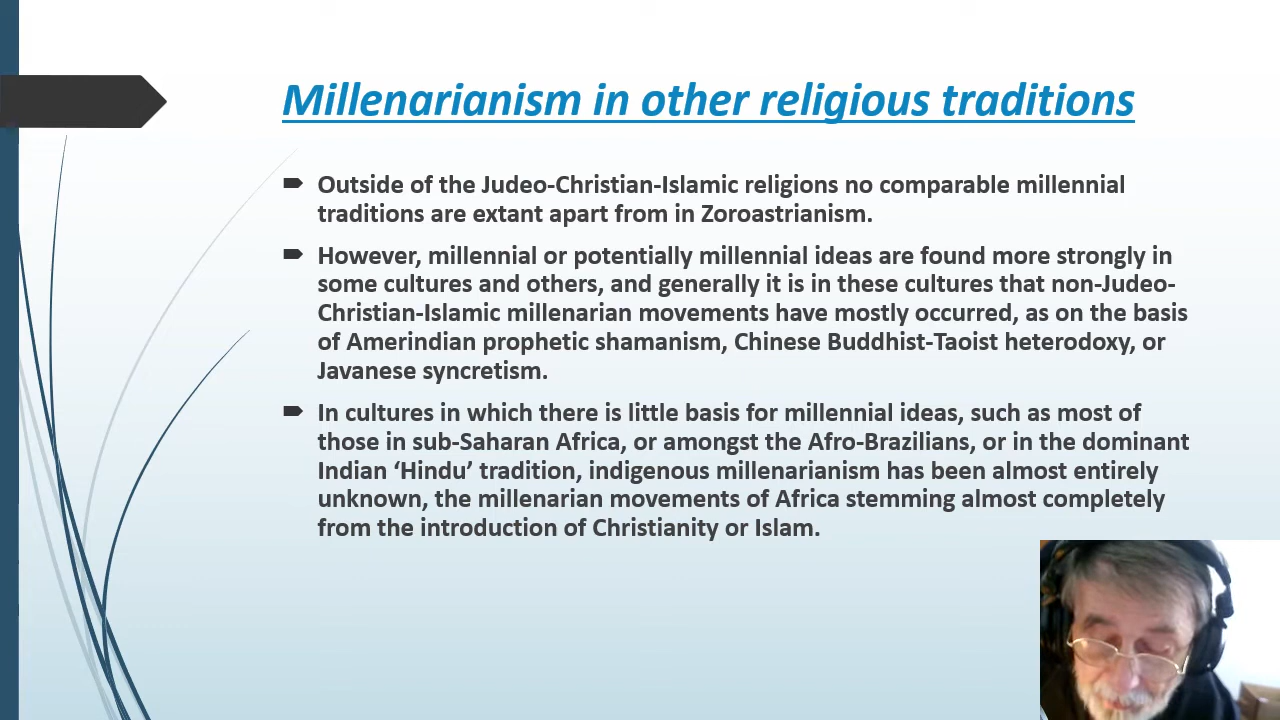 Millenarianism in other religious traditions
Outside of the Judeo-Christian-Islamic religions no comparable millennial
traditions are extant apart from in Zoroastrianism.
However, millennial or potentially millennial ideas are found more strongly in
some cultures and others, and generally it is in these cultures that non-Judeo-
Christian-Islamic millenarian movements have mostly occurred, as on the basis
of Amerindian prophetic shamanism, Chinese Buddhist-Taoist heterodoxy, or
Javanese syncretism.
In cultures in which there is little basis for millennial ideas, such as most of
those in sub-Saharan Africa, or amongst the Afro-Brazilians, or in the dominant
Indian ‘Hindu’ tradition, indigenous millenarianism has been almost entirely
unknown, the millenarian movements of Africa stemming almost completely
from the introduction of Christianity or Islam.